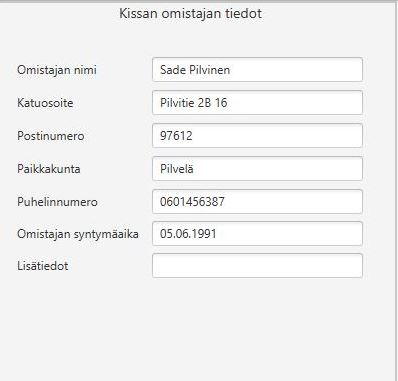 Kissan omistajan tiedot
Omistajan nimi Sade Pilvinen
Katuosoite Pilvitie 2B 16
Postinumero 97612
Paikkakunta Pilvelä
Puhelinnumero 0601456387
Omistajan syntymäaika 05.06.1991
Lisätiedot